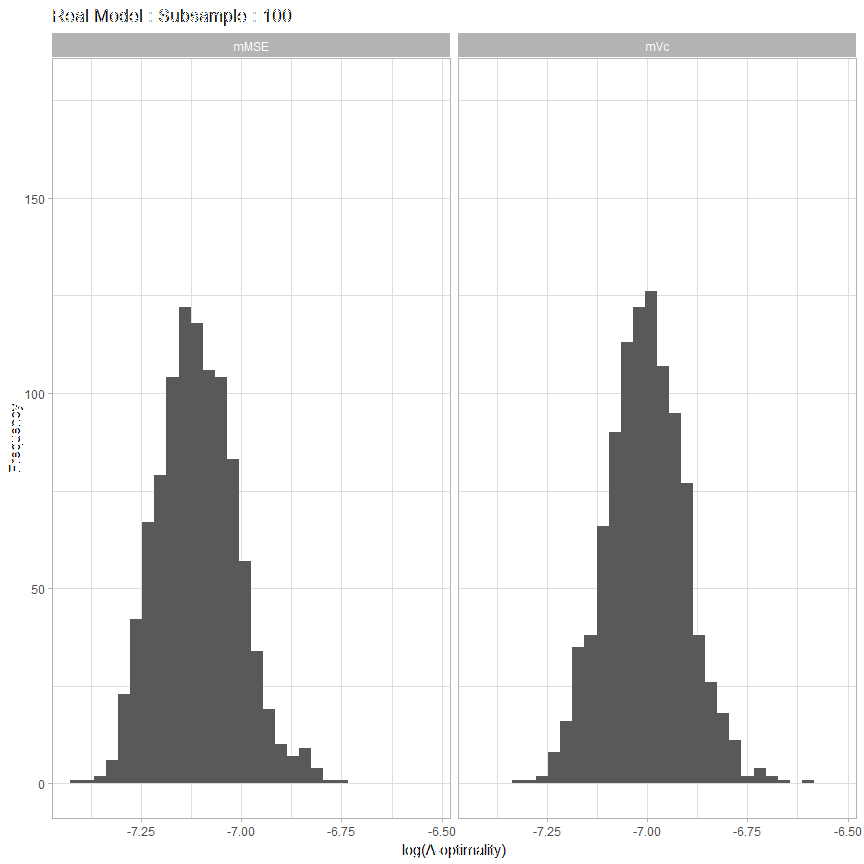 Real Model : Subsample : 100
mMSE mVc
150
100
50
0
Frequency
-7.25 -7.00 -6.75 -6.50 -7.25 -7.00 -6.75 -6.50
log(A-optimality)